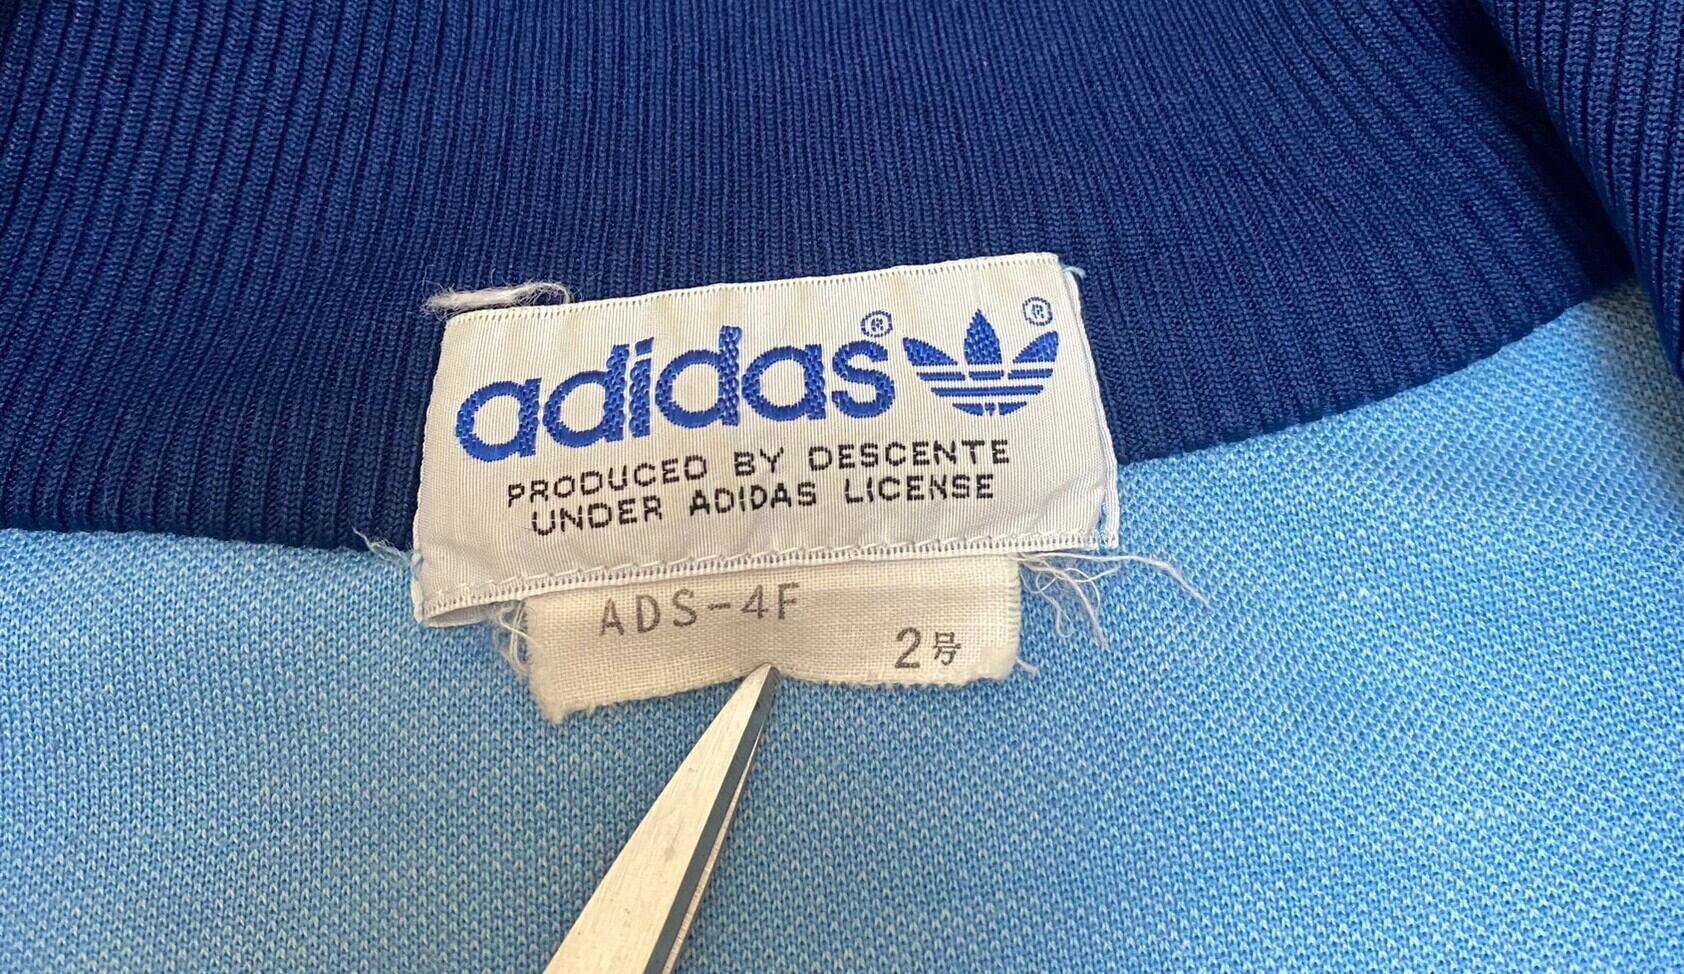 adidas®
®
PRODUCED BY DESCENTE
UNDER ADIDAS LICENSE
ADS-4F
2号